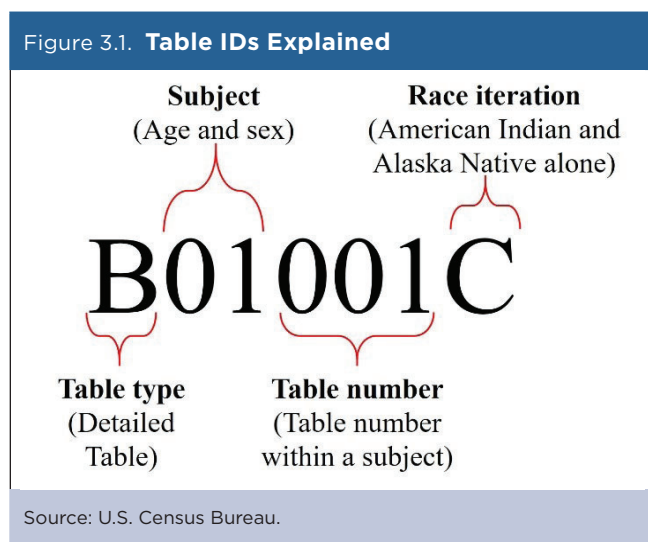 Figure 3.1. Table IDs Explained
Subject
(Age and sex)
Race iteration
(American Indian and
Alaska Native alone)
B01001C
Table type
(Detailed
Table)
Table number
(Table number
within a subject)
Source: U.S. Census Bureau.